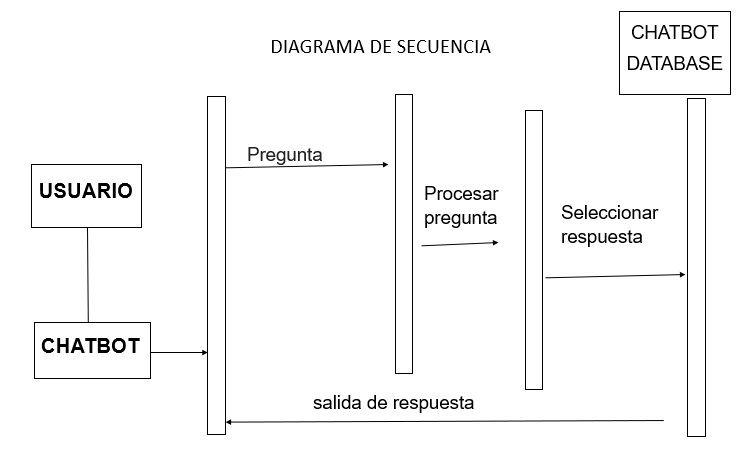 DIAGRAMA DE SECUENCIA
CHATBOT
DATABASE
Pregunta
USUARIO
Procesar
pregunta
Seleccionar
respuesta
CHATBOT
salida de respuesta